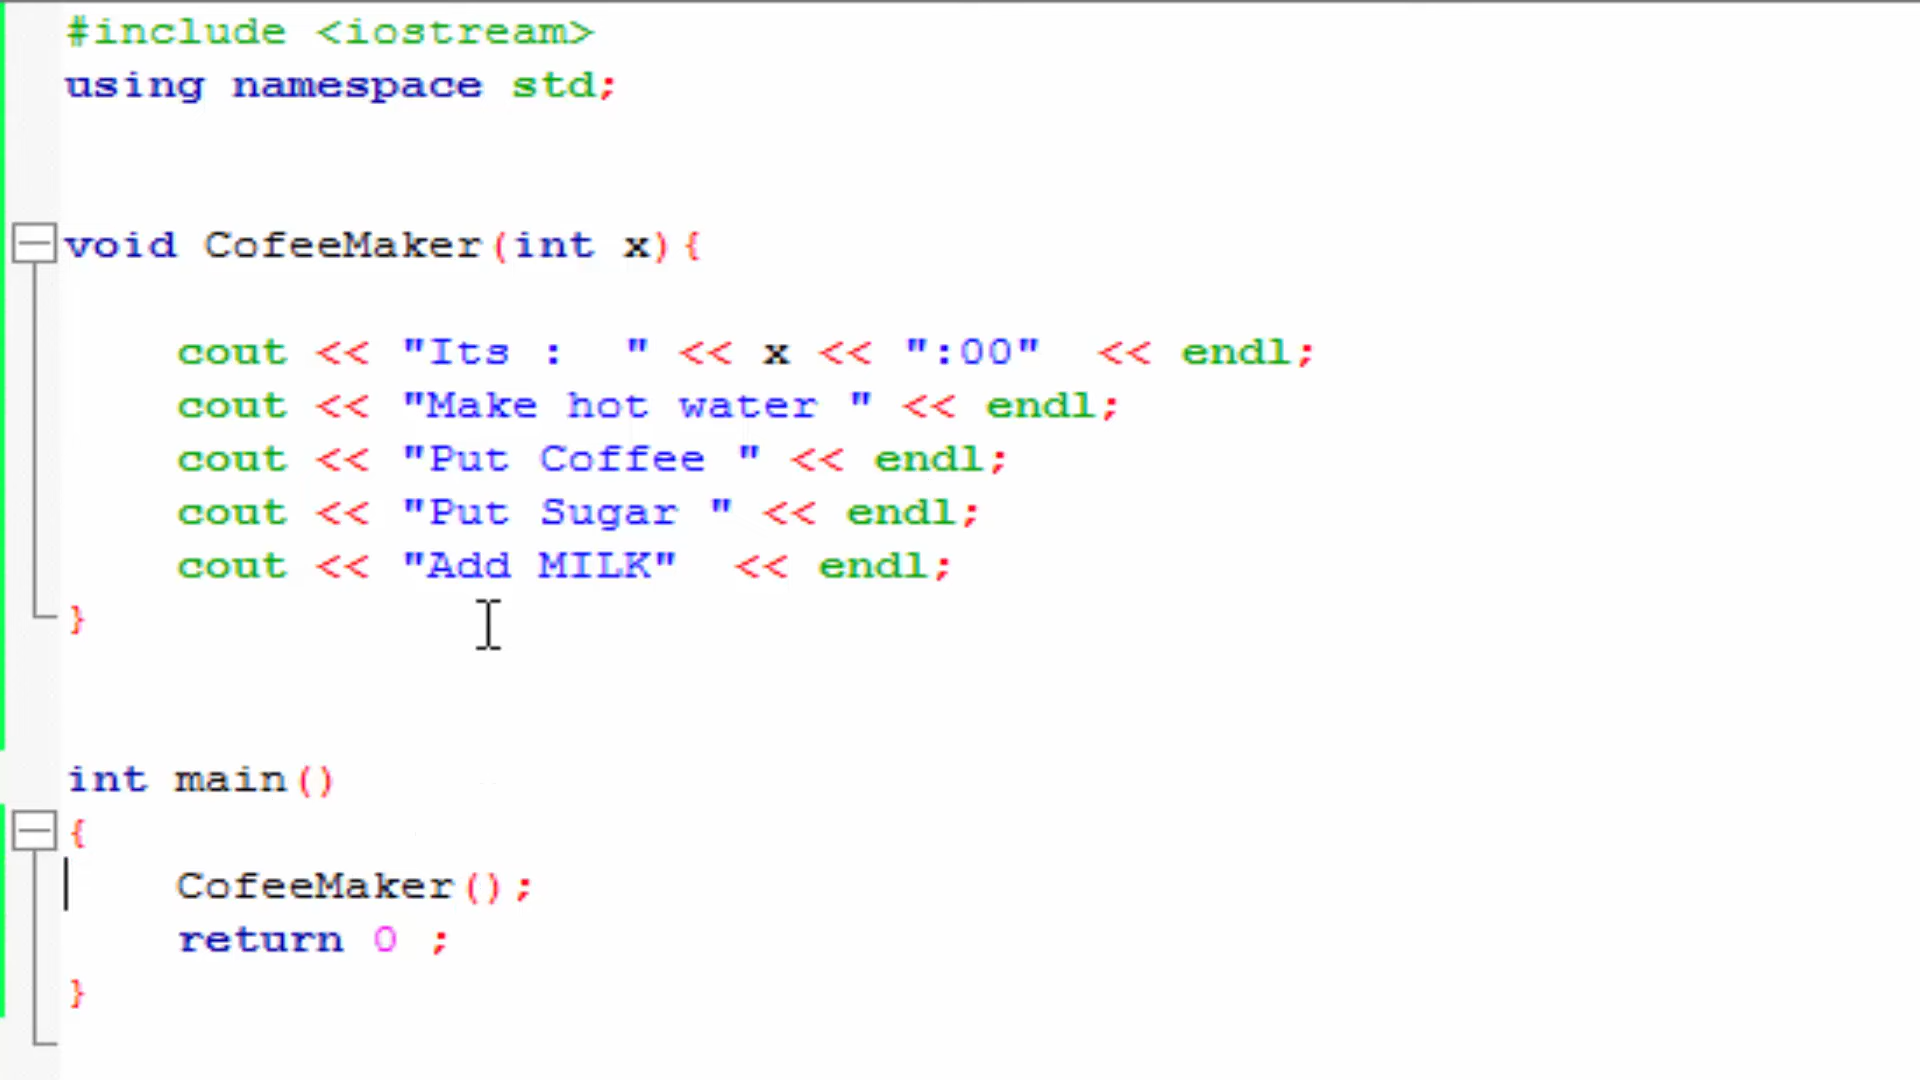 #include <iostream>
using namespace std;
void CofeeMaker(int x){
cout << "Its :  " << x << ":00"  << endl;
cout << "Make hot water " << endl;
cout << "Put Coffee " << endl;
cout << "Put Sugar " << endl;
cout << "Add MILK"  << endl;
}
int main()
{
CofeeMaker();
return 0 ;
}